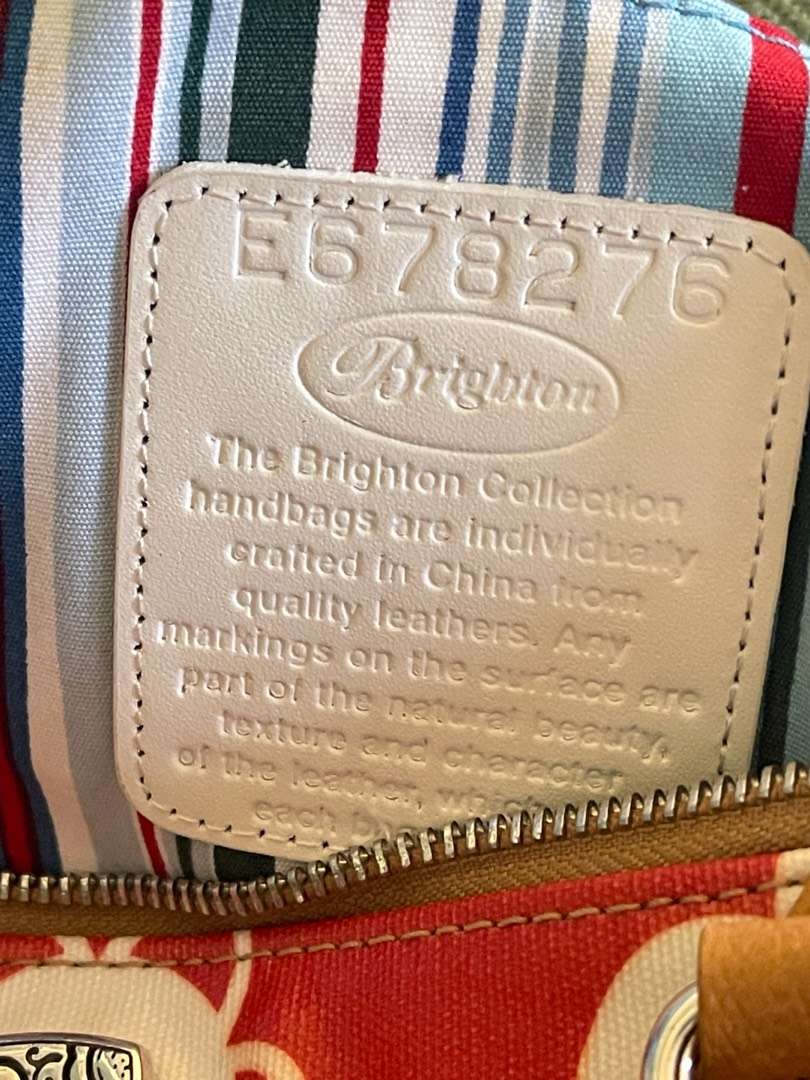 E678276
Brighton
The Brighton Collection
handbags are individually
crafted in China from
quality leathers. Any
markings on the surface are
part of the natural beauty,
texture and character
of the leather,
each